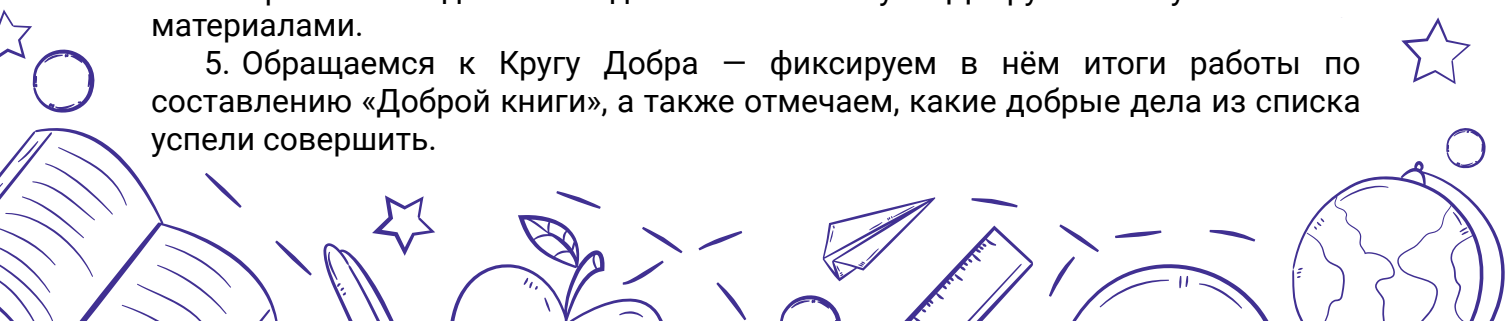 материалами.
5. Обращаемся к Кругу Добра — фиксируем в нём итоги работы по
составлению «Доброй книги», а также отмечаем, какие добрые дела из списка
успели совершить.